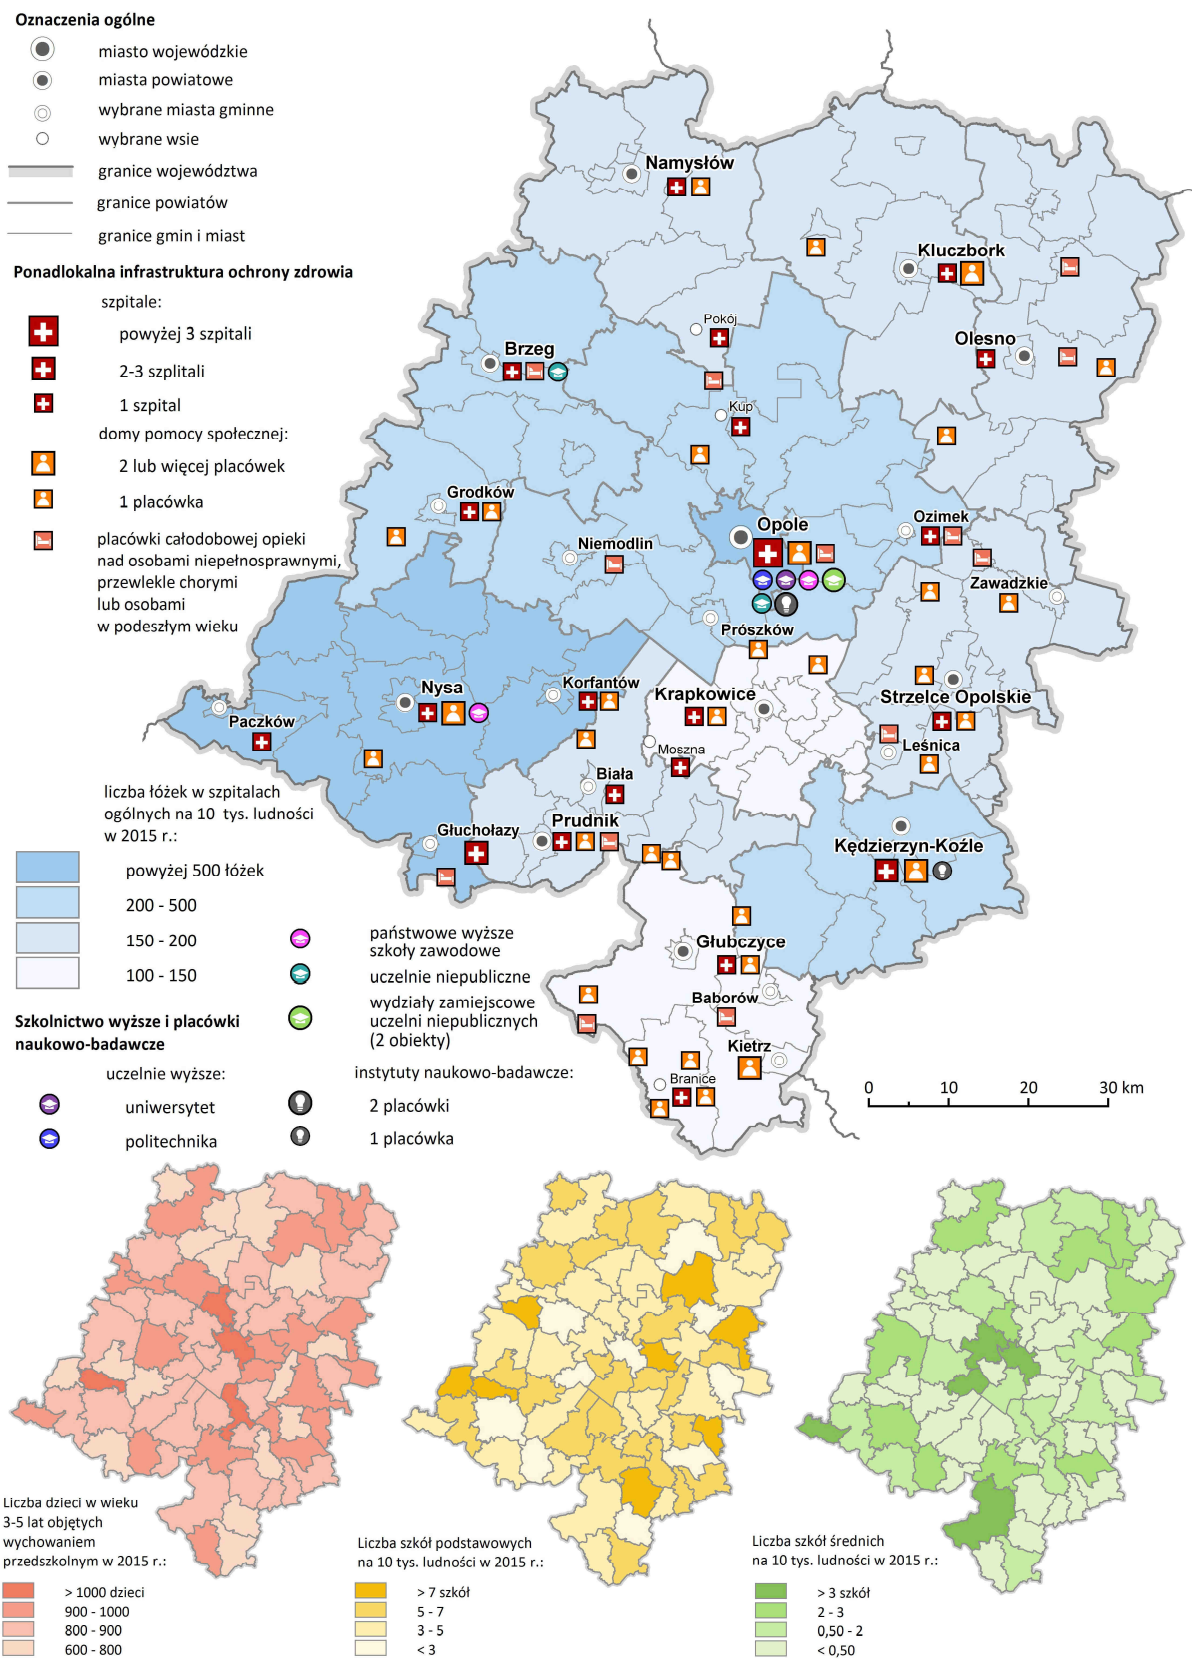 Oznaczenia ogólne
miasto wojewódzkie
miasta powiatowe
wybrane miasta gminne
wybrane wsie
granice województwa
granice powiatów
granice gmin i miast
Ponadlokalna infrastruktura ochrony zdrowia
szpitale:
powyżej 3 szpitali
2-3 szplitali
1 szpital
domy pomocy społecznej:
2 lub więcej placówek
1 placówka
placówki całodobowej opieki
nad osobami niepełnosprawnymi,
przewlekle chorymi
lub osobami
w podeszłym wieku
Namysłów
Kluczbork
Pokój
Olesno
Brzeg
Kup
Grodków
Opole
Ozimek
Niemodlin
Zawadzkie
Prószków
Korfantów
Nysa
Krapkowice
Strzelce Opolskie
Paczków
Moszna
Leśnica
Biała
Prudnik
Głuchołazy
Kędzierzyn-Koźle
Głubczyce
Baborów
Kietrz
Branice
liczba łóżek w szpitalach
ogólnych na 10 tys. ludności
w 2015 r.:
powyżej 500 łóżek
200 - 500
150 - 200
100 - 150
Szkolnictwo wyższe i placówki
naukowo-badawcze
uczelnie wyższe:
uniwersytet
politechnika
państwowe wyższe
szkoły zawodowe
uczelnie niepubliczne
wydziały zamiejscowe
uczelni niepublicznych
(2 obiekty)
instytuty naukowo-badawcze:
2 placówki
1 placówka
0 10 20 30 km
Liczba dzieci w wieku
3-5 lat objętych
wychowaniem
przedszkolnym w 2015 r.:
> 1000 dzieci
900 - 1000
800 - 900
600 - 800
Liczba szkół podstawowych
na 10 tys. ludności w 2015 r.:
> 7 szkół
5 - 7
3 - 5
< 3
Liczba szkół średnich
na 10 tys. ludności w 2015 r.:
> 3 szkół
2 - 3
0,50 - 2
< 0,50